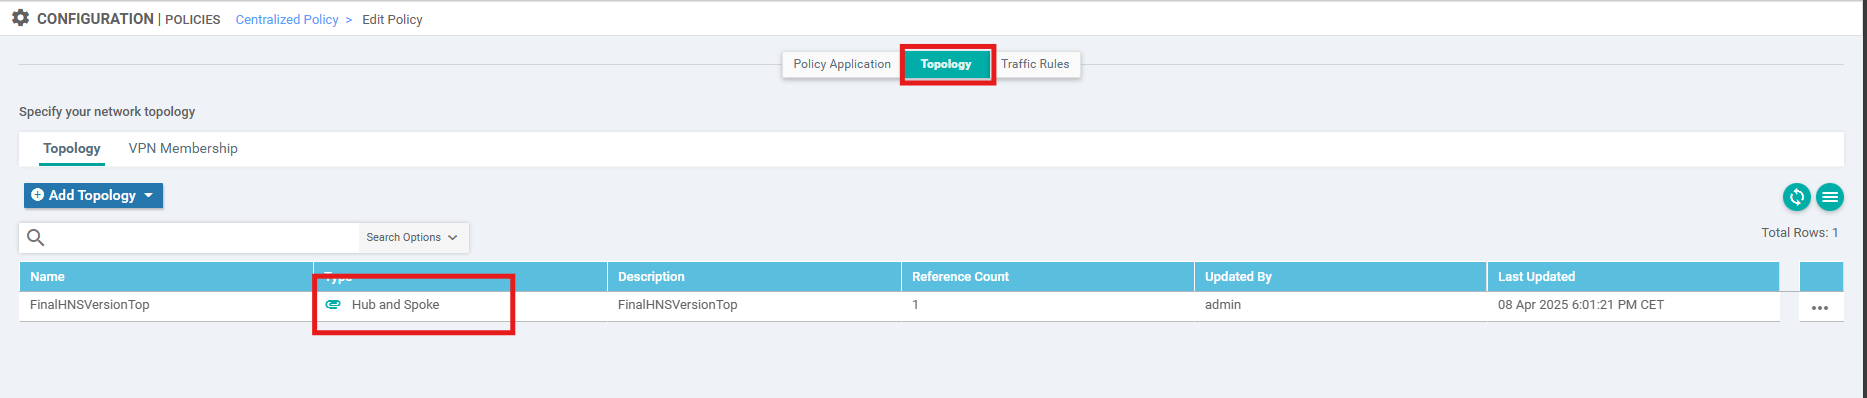 CONFIGURATION | POLICIES Centralized Policy > Edit Policy
Policy Application Topology Traffic Rules
Specify your network topology
Topology VPN Membership
Add Topology
Search Options
Total Rows: 1
Name Type Description Reference Count Updated By Last Updated
FinalHNSVersionTop Hub and Spoke FinalHNSVersionTop 1 admin 08 Apr 2025 6:01:21 PM CET